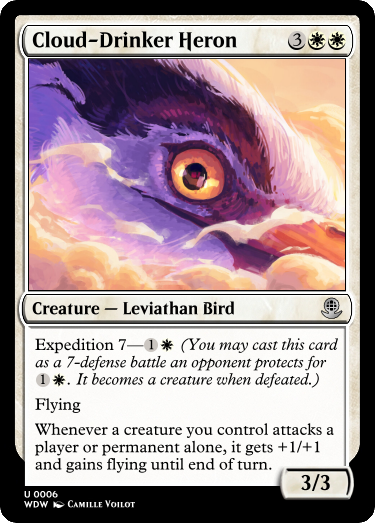 Cloud-Drinker Heron 3
Creature — Leviathan Bird
Expedition 7—1 (You may cast this card
as a 7-defense battle an opponent protects for
1 . It becomes a creature when defeated.)
Flying
Whenever a creature you control attacks a
player or permanent alone, it gets +1/+1
and gains flying until end of turn.
3/3
U 0006
WDW Camille Voilot